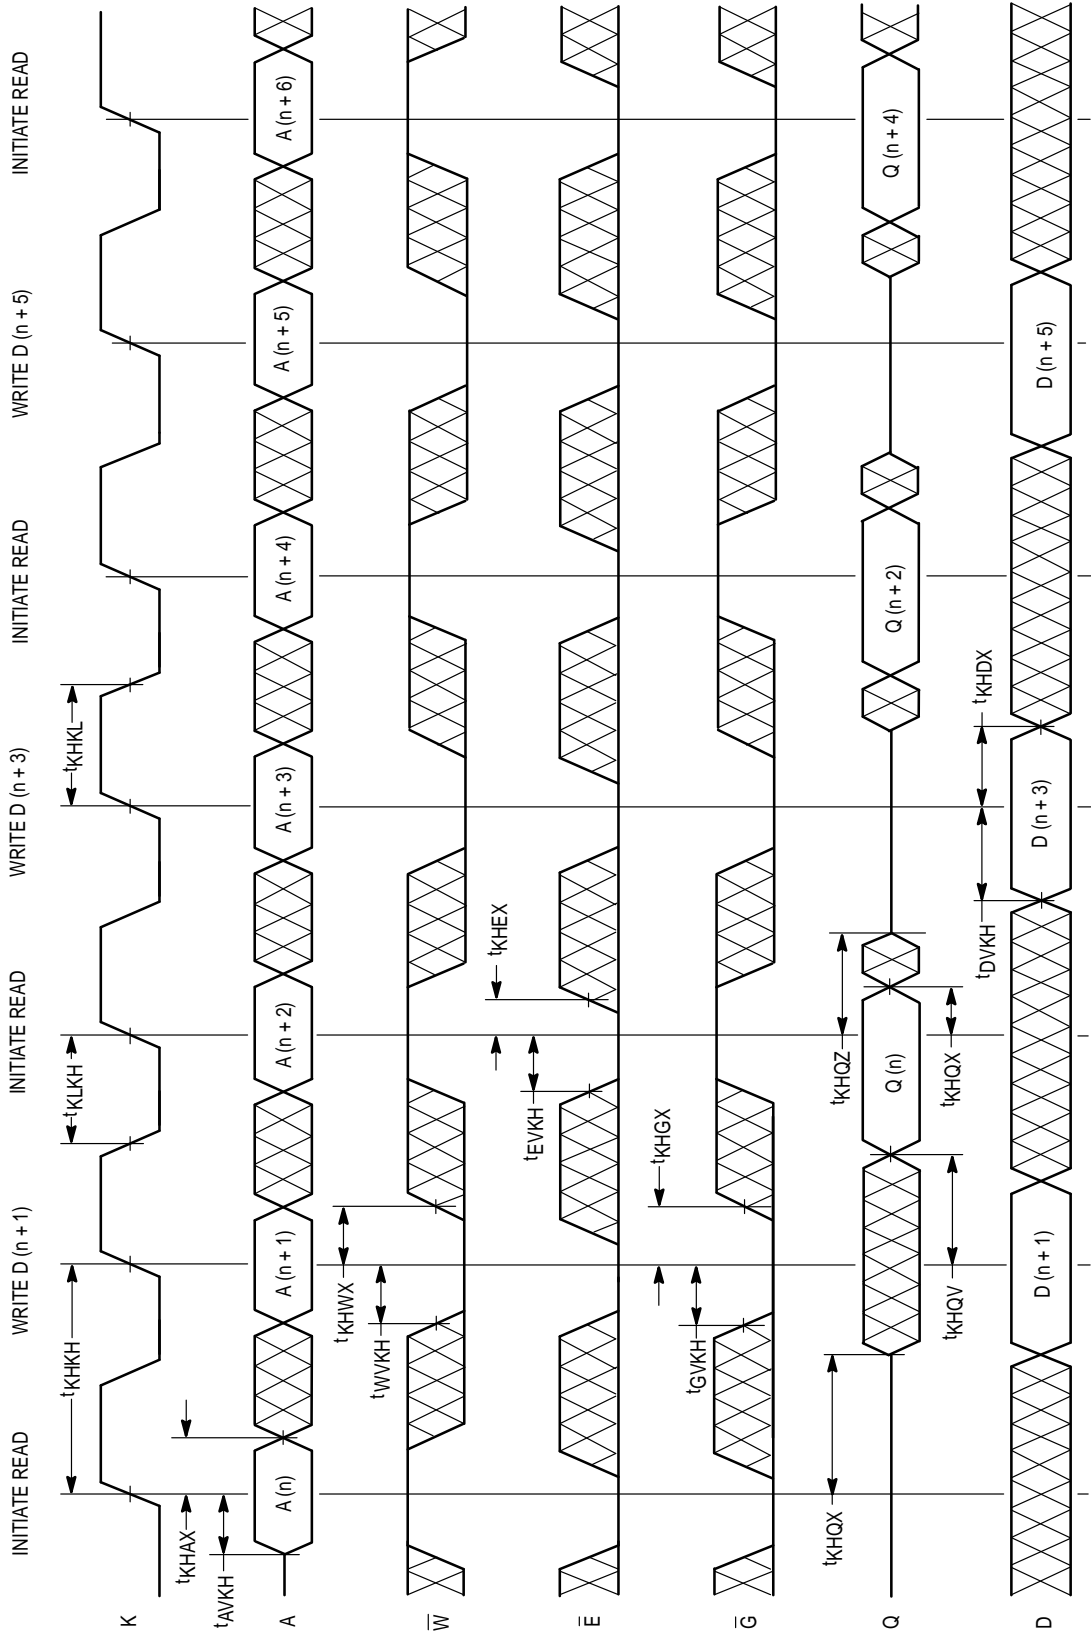 INITIATE READ
WRITE D (n + 1)
INITIATE READ
WRITE D (n + 3)
INITIATE READ
WRITE D (n + 5)
INITIATE READ
tKHKH
tKLKH
tKHKL
K
tKHAX
tAVKH
A
A (n)
A (n + 1)
A (n + 2)
A (n + 3)
A (n + 4)
A (n + 5)
A (n + 6)
tKHWX
tWVKH
W
tKHEX
tEVKH
E
tKHGX
tGVKH
G
tKHQX
tKHQV
tKHQZ
tKHQX
Q
Q (n)
Q (n + 2)
Q (n + 4)
tDVKH
tKHDX
D
D (n + 1)
D (n + 3)
D (n + 5)